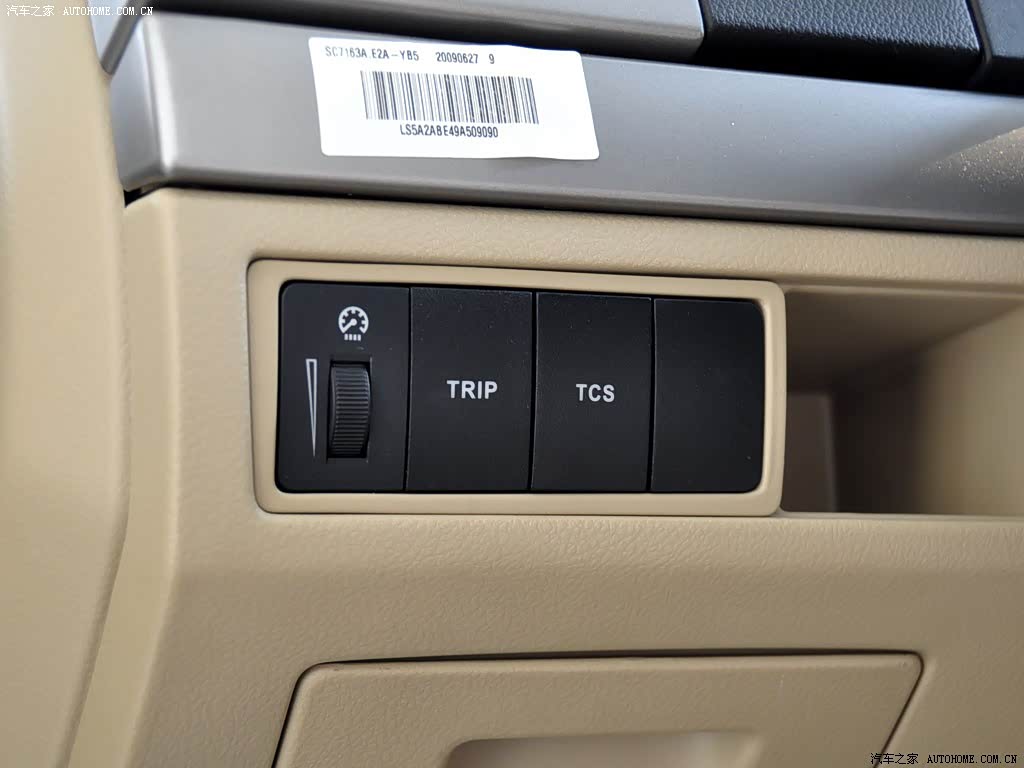 汽车之家 AUTOHOME.COM.CN
SC7163A.E2A-YB5 20090627 9
LS5A2ABE49A509090
TRIP
TCS
汽车之家 AUTOHOME.COM.CN